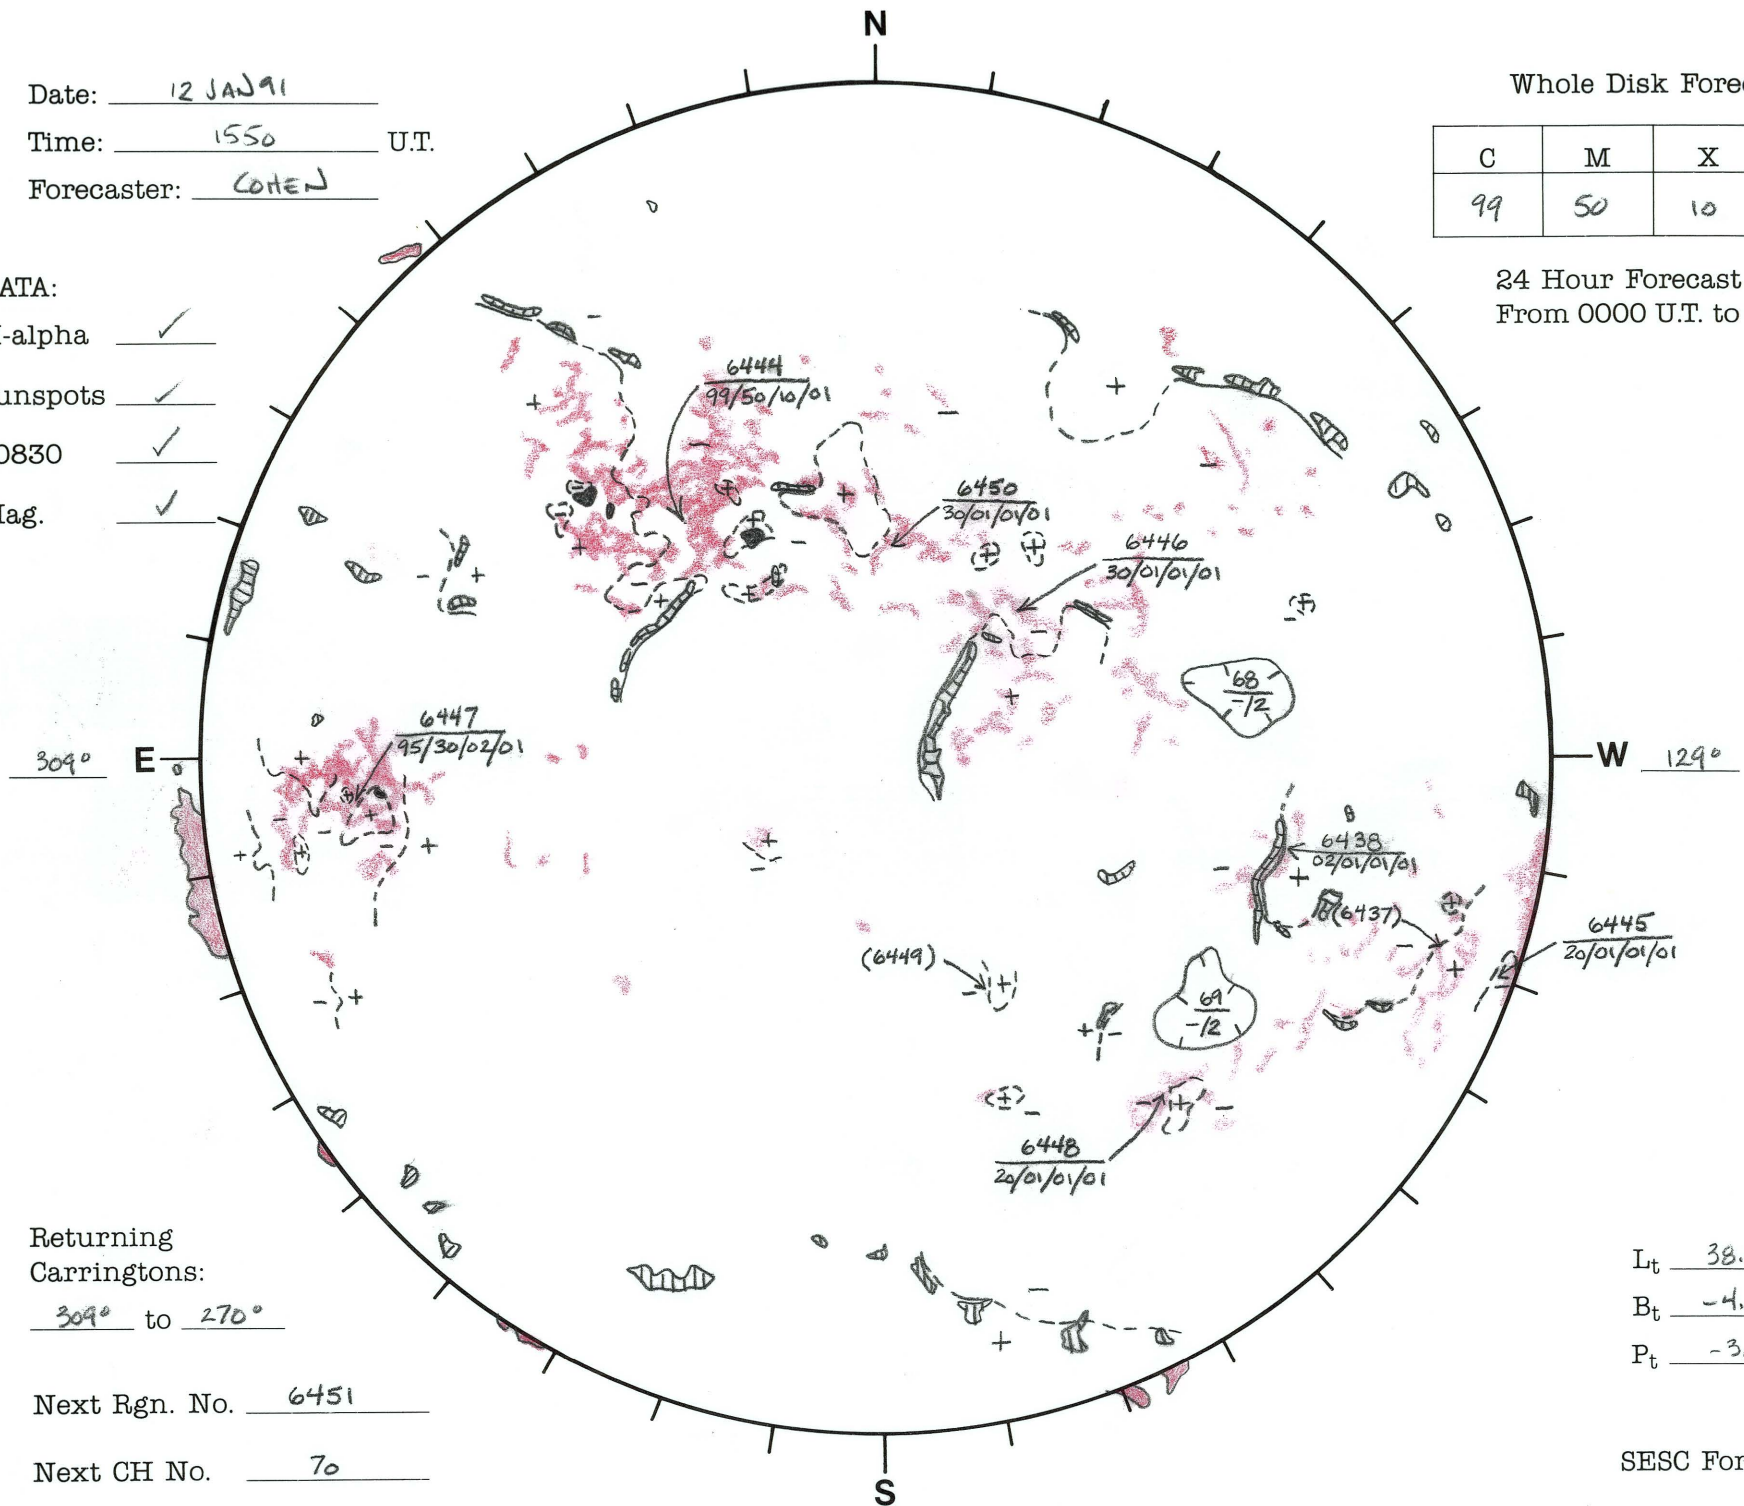 N
Date: 12 JAN 91
Time: 1550 U.T.
Forecaster: COHEN
Whole Disk Fore
C M X
99 50 10
24 Hour Forecast
From 0000 U.T. to
ATA:
-alpha ✓
unspots ✓
0830 ✓
ag. ✓
6444
99/50/10/01
6450
30/01/01/01
6446
30/01/01/01
68
-/2
6447
95/30/02/01
309° E
W 129°
6438
02/01/01/01
(6437)
6445
20/01/01/01
(6449)
69
-/2
6448
20/01/01/01
Returning
Carringtons:
309° to 270°
Next Rgn. No. 6451
Next CH No. 70
Lt 38.
Bt -4.
Pt -3.
SESC For
S